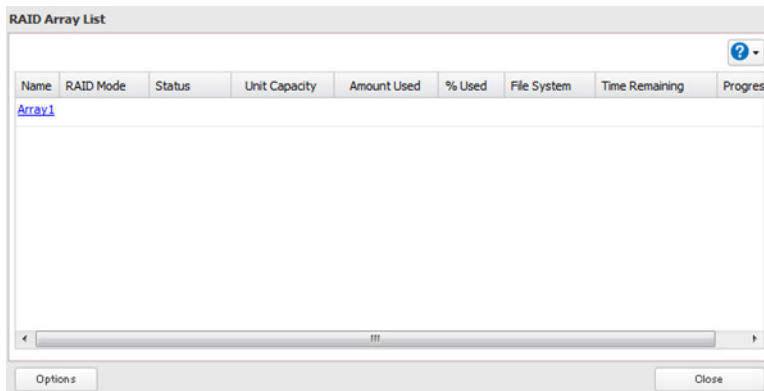 RAID Array List
?
Name RAID Mode Status Unit Capacity Amount Used % Used File System Time Remaining Progres
Array1
Options Close